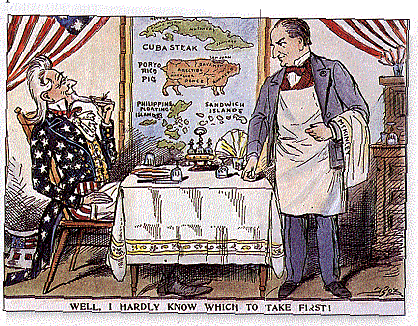 CUBA STEAK
PORTO
RICO
PIG
PHILIPPINE
FLOATING
ISLANDS
SANDWICH
ISLANDS
WELL, I HARDLY KNOW WHICH TO TAKE FIRST!